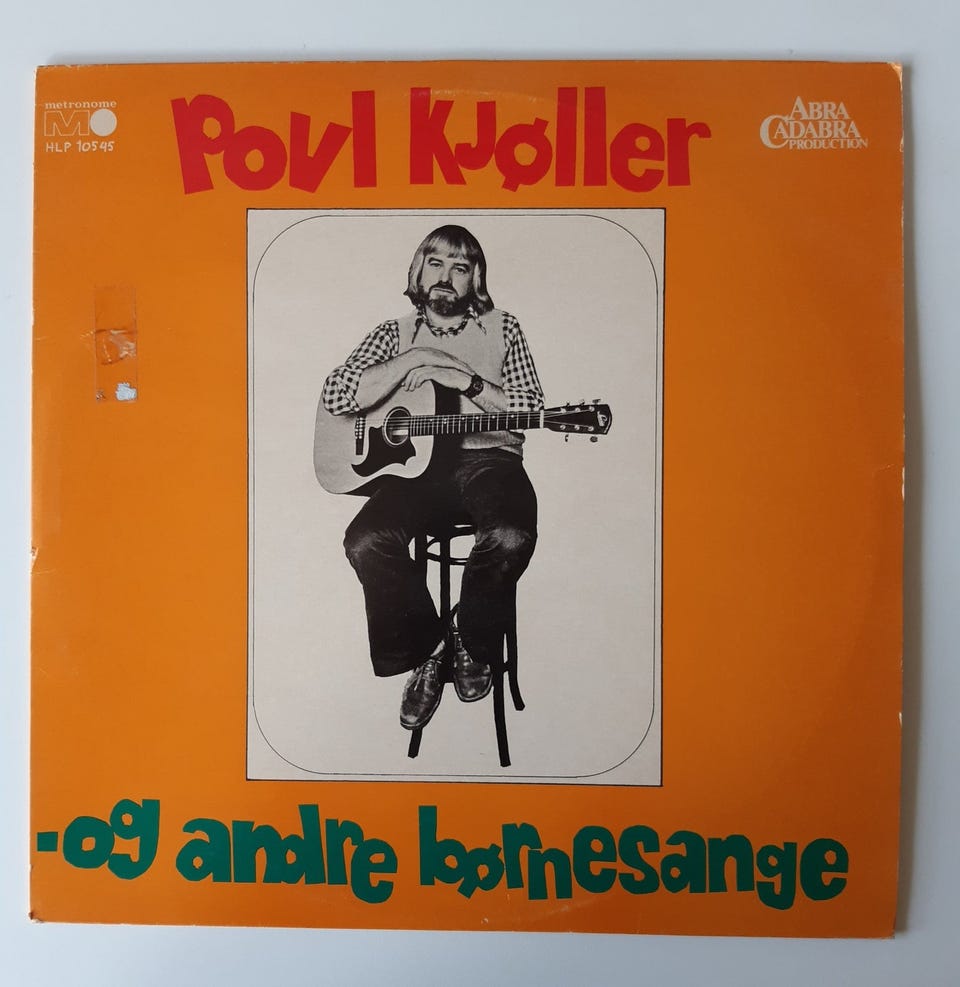 metronome
HLP 10545
Povl Kjøller
ABRA
CADABRA
PRODUCTION
-og andre børnesange